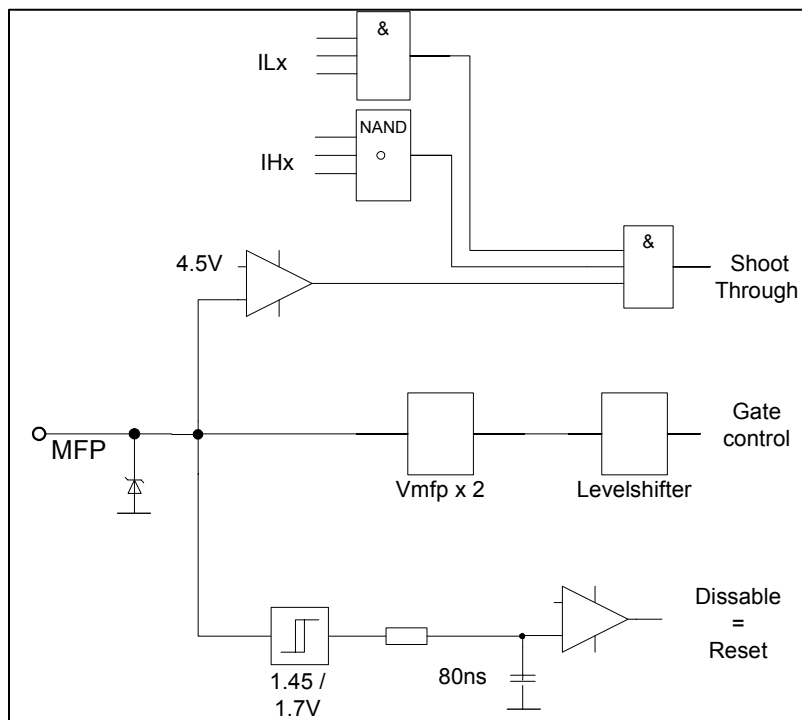 &
ILx
NAND
IHx
&
4.5V
Shoot
Through
MFP
Gate
control
Vmfp x 2
Levelshifter
Dissable
=
Reset
80ns
1.45 /
1.7V